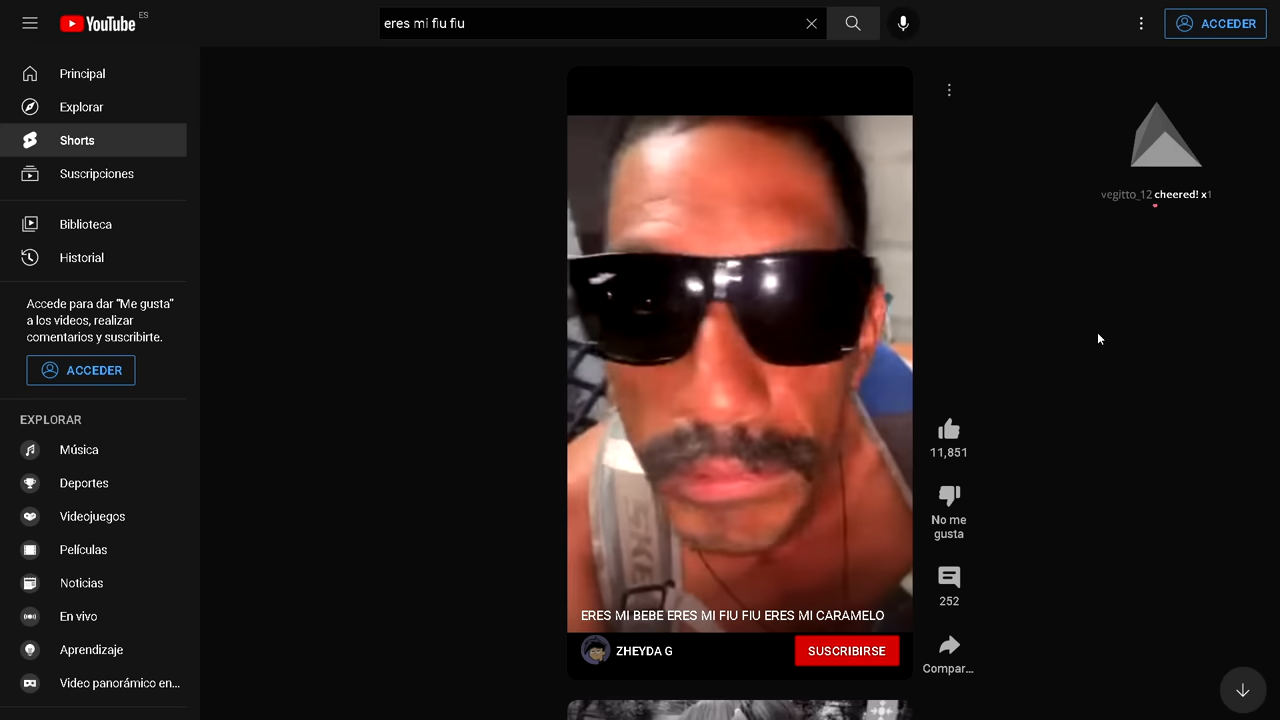 YouTube ES
eres mi fiu fiu
ACCEDER
Principal
Explorar
Shorts
Suscripciones
Biblioteca
Historial
Accede para dar "Me gusta"
a los videos, realizar
comentarios y suscribirte.
ACCEDER
EXPLORAR
Música
Deportes
Videojuegos
Películas
Noticias
En vivo
Aprendizaje
Video panorámico en...
SKE
ERES MI BEBE ERES MI FIU FIU ERES MI CARAMELO
ZHEYDA G
SUSCRIBIRSE
11,851
No me
gusta
252
Compar...
vegitto_12 cheered! x1